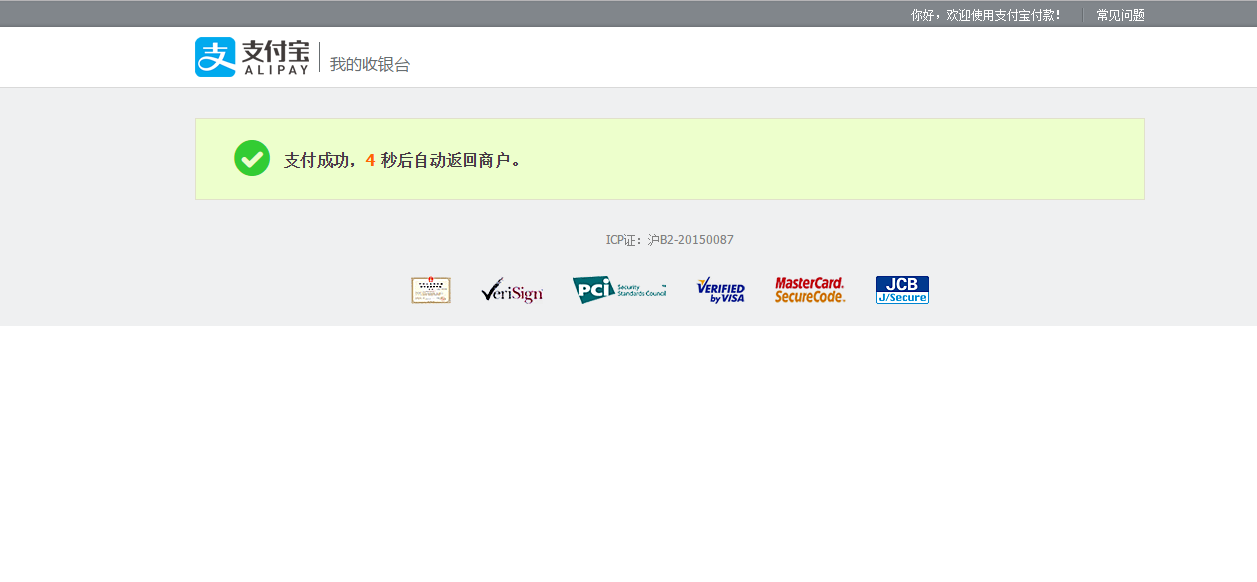 你好，欢迎使用支付宝付款！ 常见问题
支 支付宝 ALIPAY 我的收银台
支付成功，4 秒后自动返回商户。
ICP证：沪B2-20150087
VeriSign
PCi Security Standards Council ™
VERIFIED by VISA
MasterCard. SecureCode.
JCB J/Secure